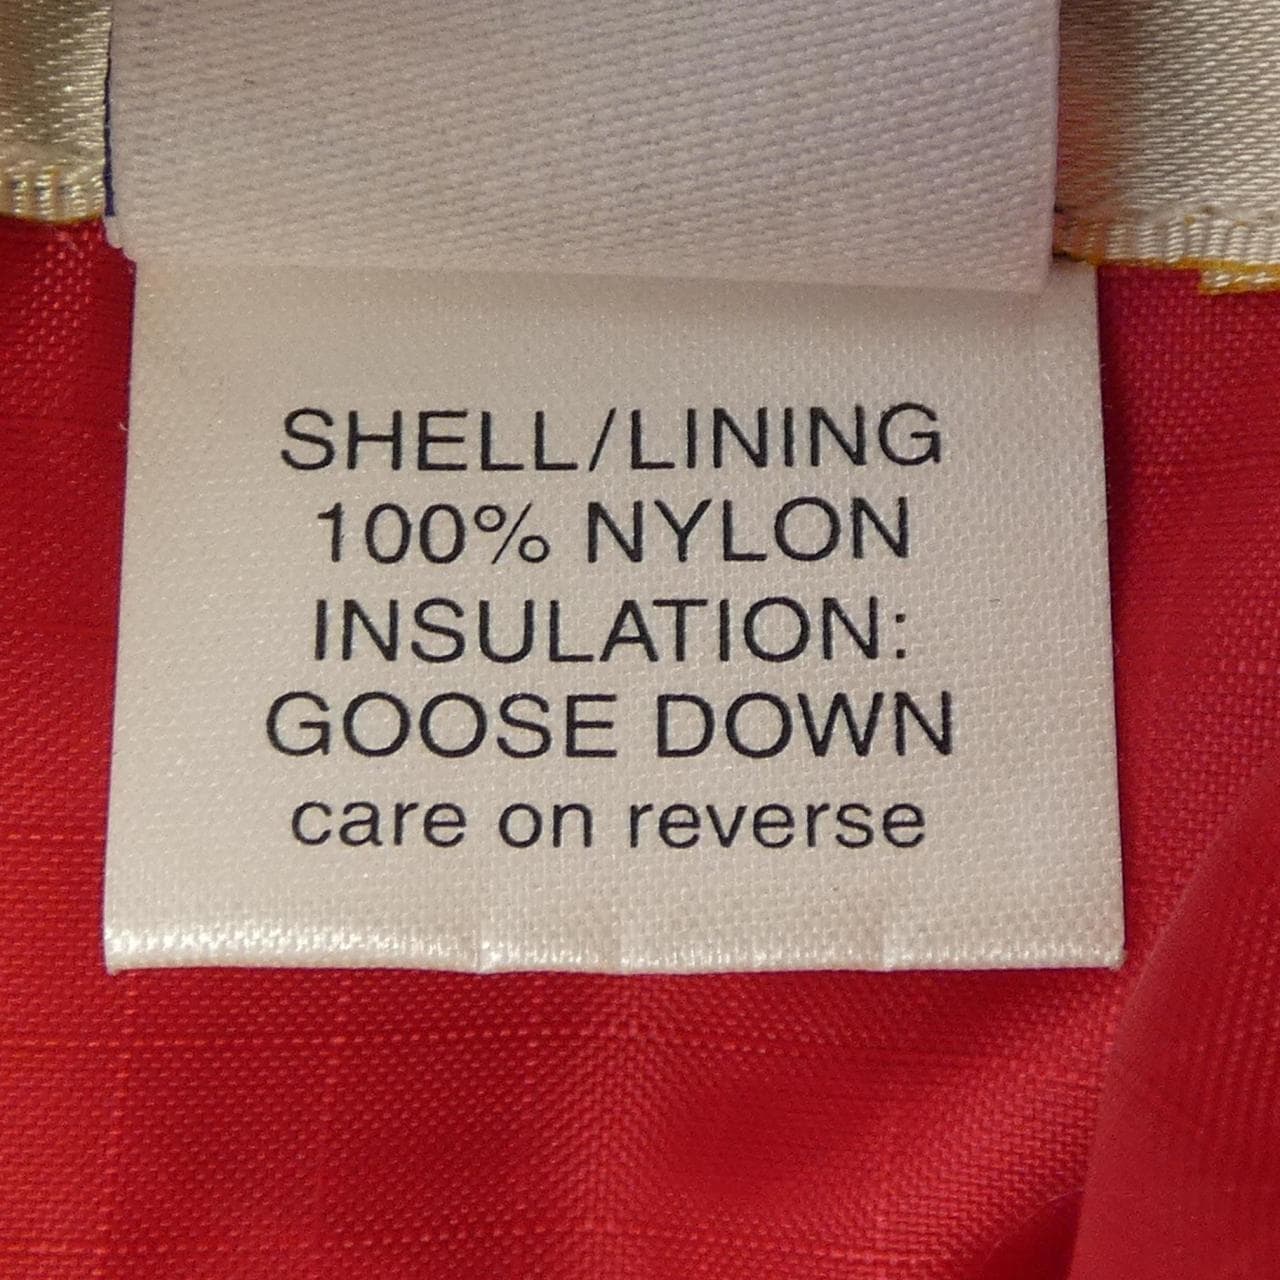 SHELL/LINING
100% NYLON
INSULATION:
GOOSE DOWN
care on reverse